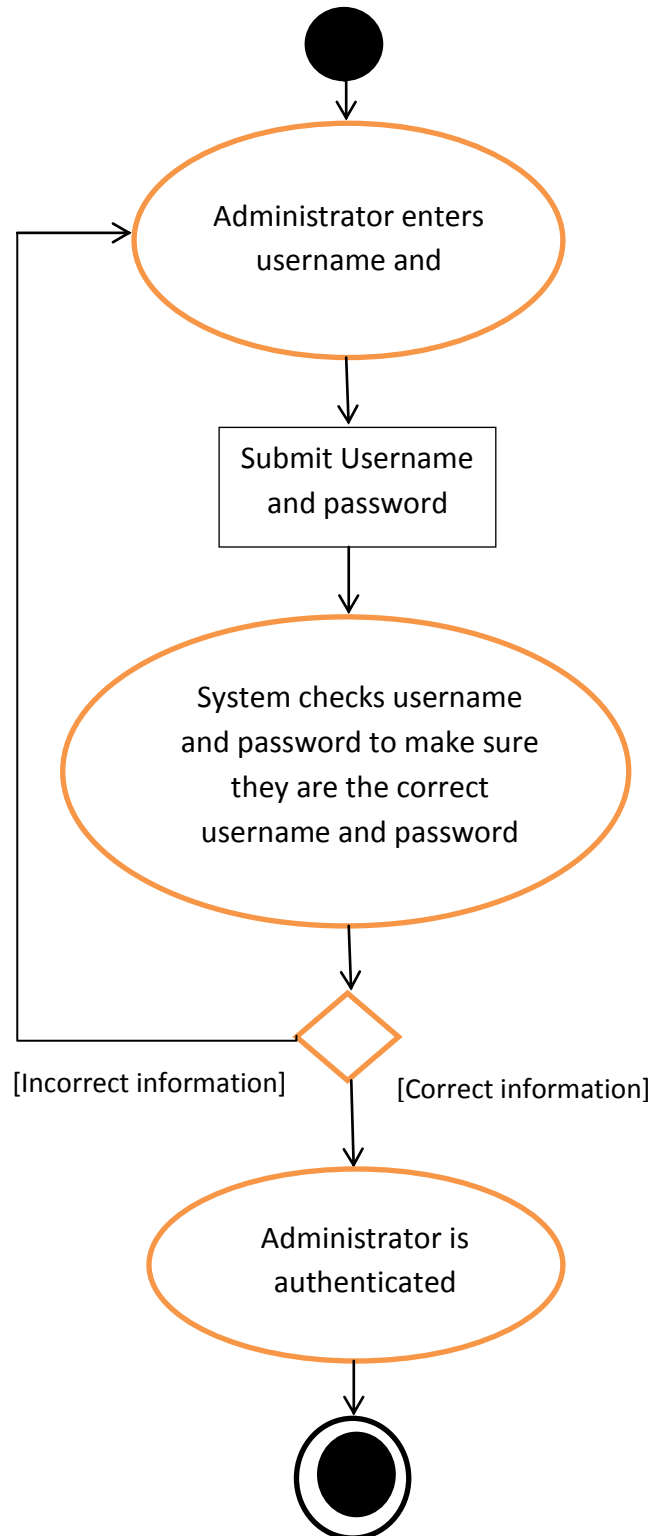 Administrator enters
username and
Submit Username
and password
System checks username
and password to make sure
they are the correct
username and password
[Incorrect information]
[Correct information]
Administrator is
authenticated